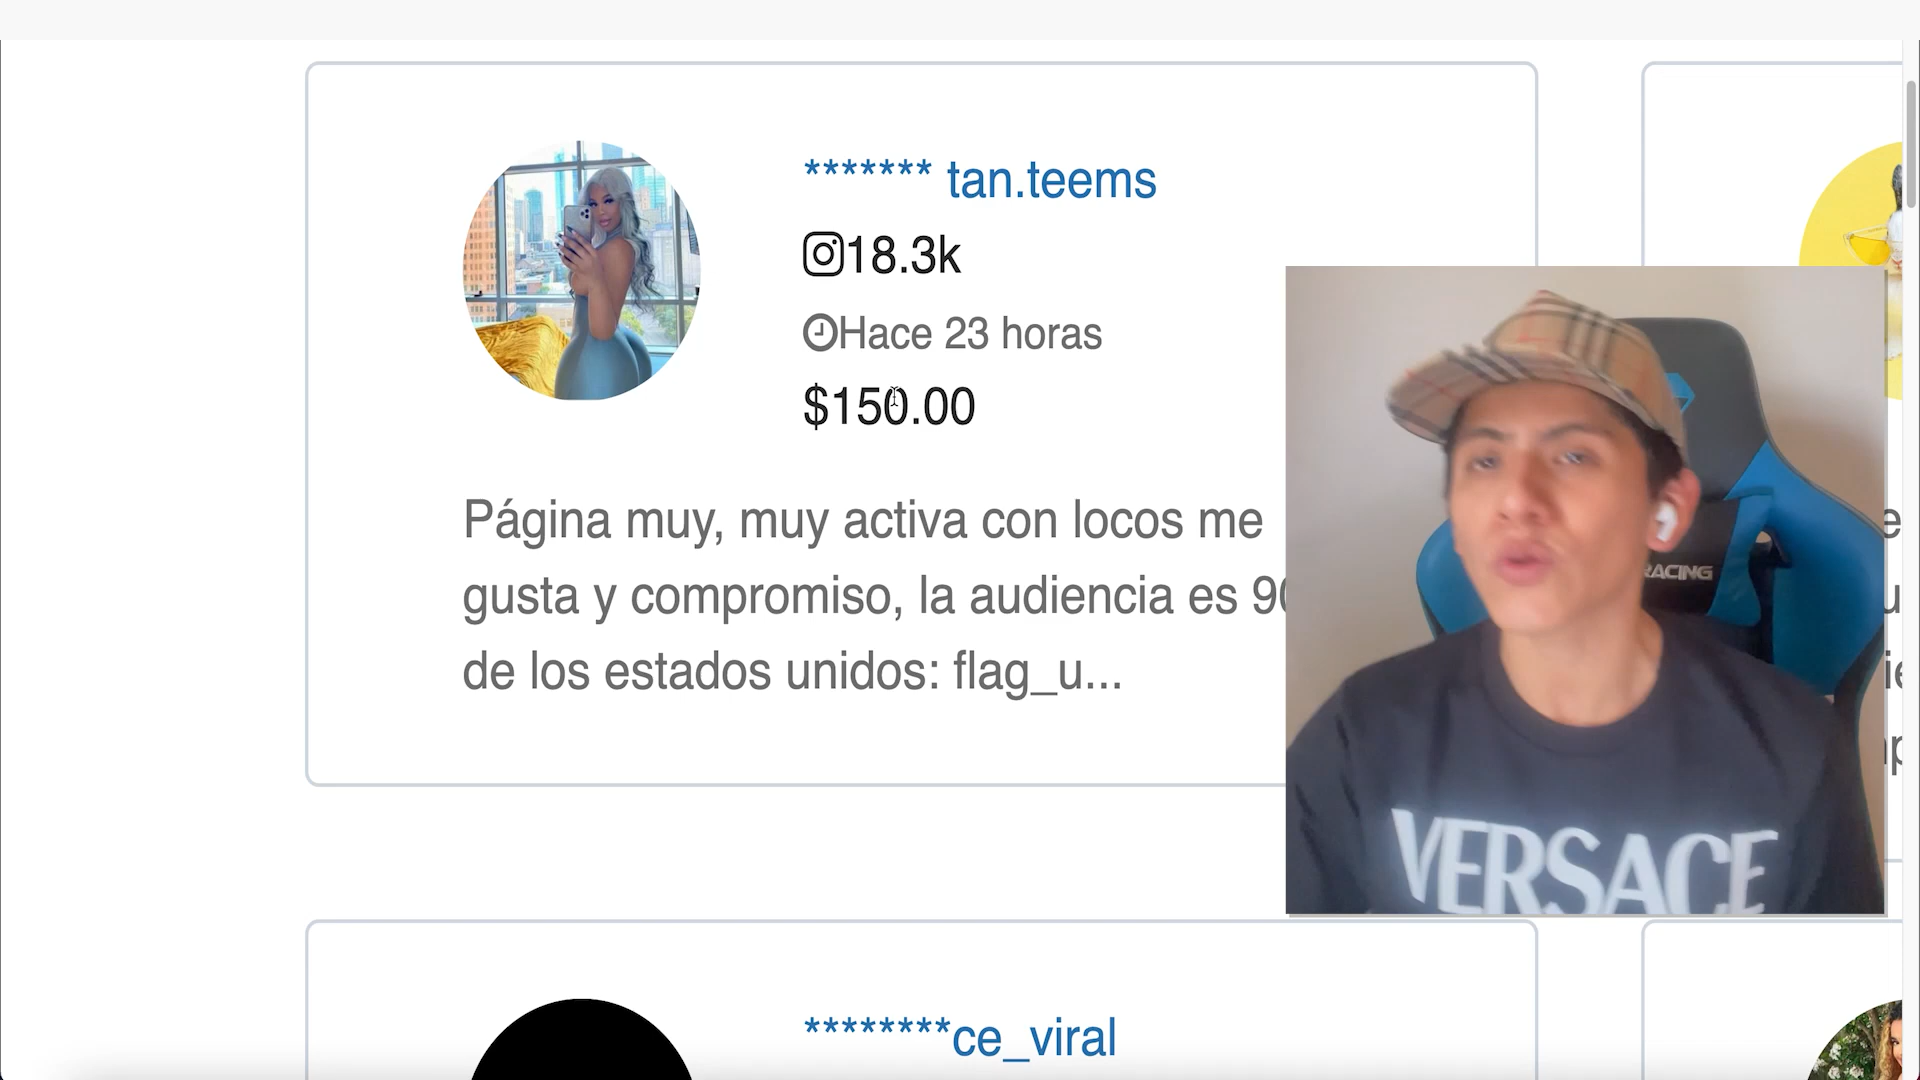 ******* tan.teems
18.3k
Hace 23 horas
$150.00
Página muy, muy activa con locos me
gusta y compromiso, la audiencia es 90
de los estados unidos: flag_u...
RACING
VERSACE
********ce_viral